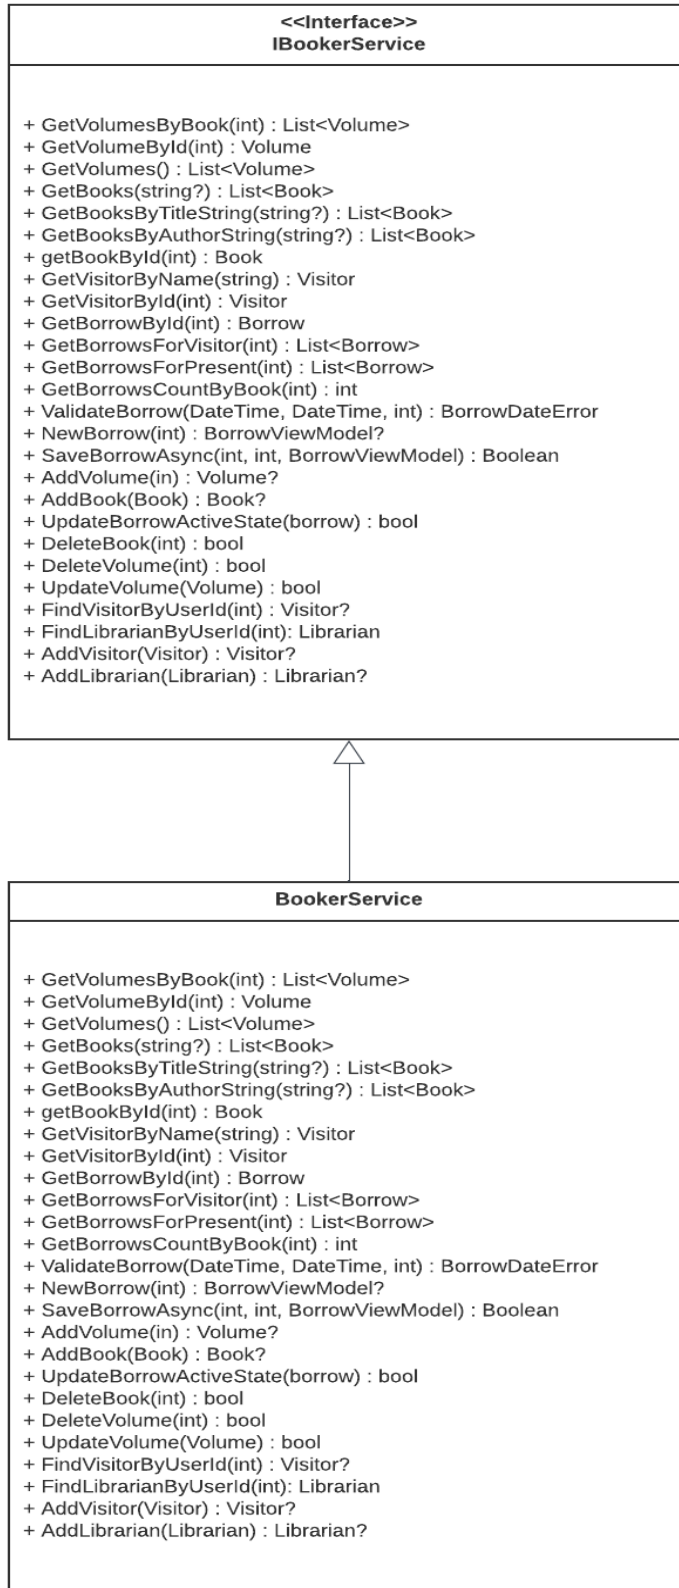 <<Interface>>
IBookerService
+ GetVolumesByBook(int) : List<Volume>
+ GetVolumeById(int) : Volume
+ GetVolumes() : List<Volume>
+ GetBooks(string?) : List<Book>
+ GetBooksByTitleString(string?) : List<Book>
+ GetBooksByAuthorString(string?) : List<Book>
+ getBookById(int) : Book
+ GetVisitorByName(string) : Visitor
+ GetVisitorById(int) : Visitor
+ GetBorrowById(int) : Borrow
+ GetBorrowsForVisitor(int) : List<Borrow>
+ GetBorrowsForPresent(int) : List<Borrow>
+ GetBorrowsCountByBook(int) : int
+ ValidateBorrow(DateTime, DateTime, int) : BorrowDateError
+ NewBorrow(int) : BorrowViewModel?
+ SaveBorrowAsync(int, int, BorrowViewModel) : Boolean
+ AddVolume(in) : Volume?
+ AddBook(Book) : Book?
+ UpdateBorrowActiveState(borrow) : bool
+ DeleteBook(int) : bool
+ DeleteVolume(int) : bool
+ UpdateVolume(Volume) : bool
+ FindVisitorByUserId(int) : Visitor?
+ FindLibrarianByUserId(int): Librarian
+ AddVisitor(Visitor) : Visitor?
+ AddLibrarian(Librarian) : Librarian?
BookerService
+ GetVolumesByBook(int) : List<Volume>
+ GetVolumeById(int) : Volume
+ GetVolumes() : List<Volume>
+ GetBooks(string?) : List<Book>
+ GetBooksByTitleString(string?) : List<Book>
+ GetBooksByAuthorString(string?) : List<Book>
+ getBookById(int) : Book
+ GetVisitorByName(string) : Visitor
+ GetVisitorById(int) : Visitor
+ GetBorrowById(int) : Borrow
+ GetBorrowsForVisitor(int) : List<Borrow>
+ GetBorrowsForPresent(int) : List<Borrow>
+ GetBorrowsCountByBook(int) : int
+ ValidateBorrow(DateTime, DateTime, int) : BorrowDateError
+ NewBorrow(int) : BorrowViewModel?
+ SaveBorrowAsync(int, int, BorrowViewModel) : Boolean
+ AddVolume(in) : Volume?
+ AddBook(Book) : Book?
+ UpdateBorrowActiveState(borrow) : bool
+ DeleteBook(int) : bool
+ DeleteVolume(int) : bool
+ UpdateVolume(Volume) : bool
+ FindVisitorByUserId(int) : Visitor?
+ FindLibrarianByUserId(int): Librarian
+ AddVisitor(Visitor) : Visitor?
+ AddLibrarian(Librarian) : Librarian?